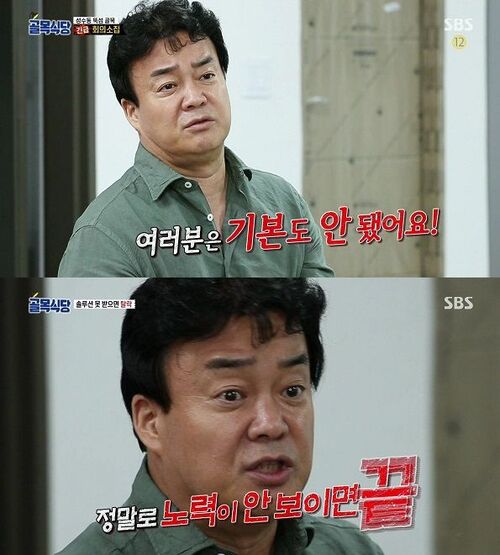 골목식당
성수동 뚝섬 골목
긴급 회의소집
SBS
12
여러분은 기본도 안 됐어요!
골목식당
솔루션 못 받으면 탈락
SBS
정말로 노력이 안 보이면 끝